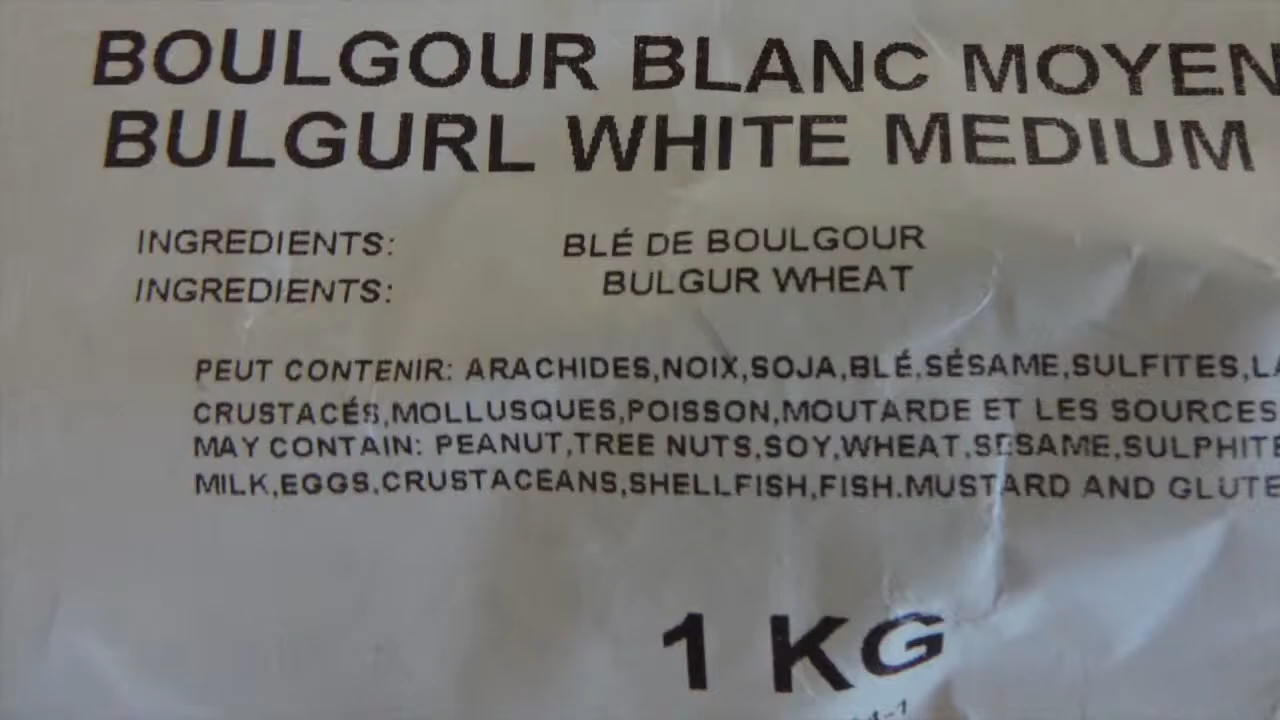 BOULGOUR BLANC MOYEN
BULGURL WHITE MEDIUM
INGREDIENTS: BLÉ DE BOULGOUR
INGREDIENTS: BULGUR WHEAT
PEUT CONTENIR: ARACHIDES,NOIX,SOJA,BLÉ,SÉSAME,SULFITES,
CRUSTACÉS,MOLLUSQUES,POISSON,MOUTARDE ET LES SOURCES
MAY CONTAIN: PEANUT,TREE NUTS,SOY,WHEAT,SESAME,SULPHITE
MILK,EGGS,CRUSTACEANS,SHELLFISH,FISH.MUSTARD AND GLUTE
1 KG